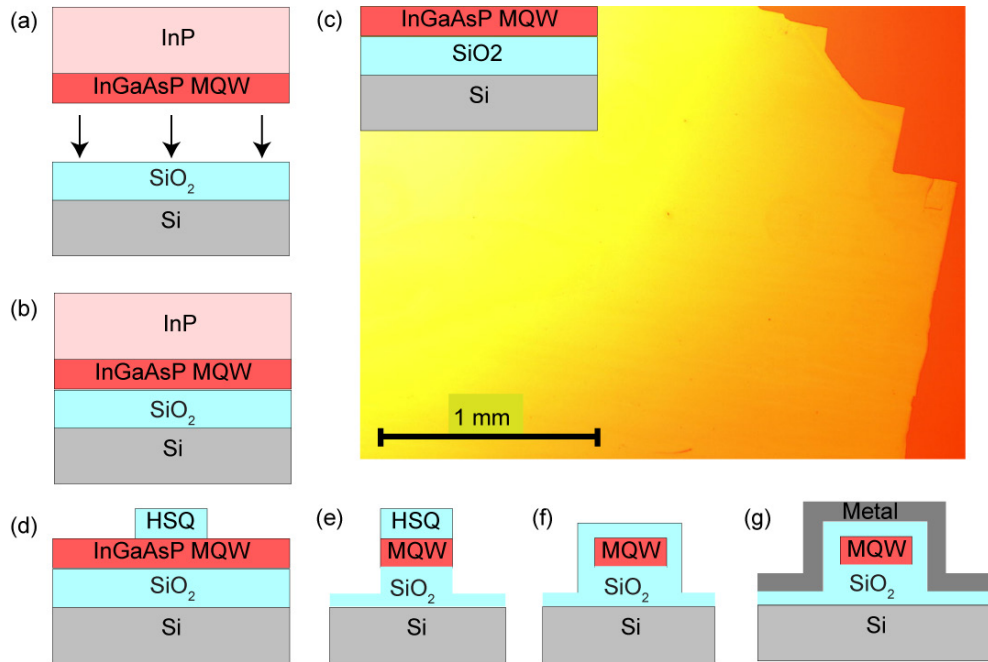 (a)
InP
InGaAsP MQW
SiO2
Si
(b)
InP
InGaAsP MQW
SiO2
Si
(c)
InGaAsP MQW
SiO2
Si
1 mm
(d)
HSQ
InGaAsP MQW
SiO2
Si
(e)
HSQ
MQW
SiO2
Si
(f)
MQW
SiO2
Si
(g)
Metal
MQW
SiO2
Si